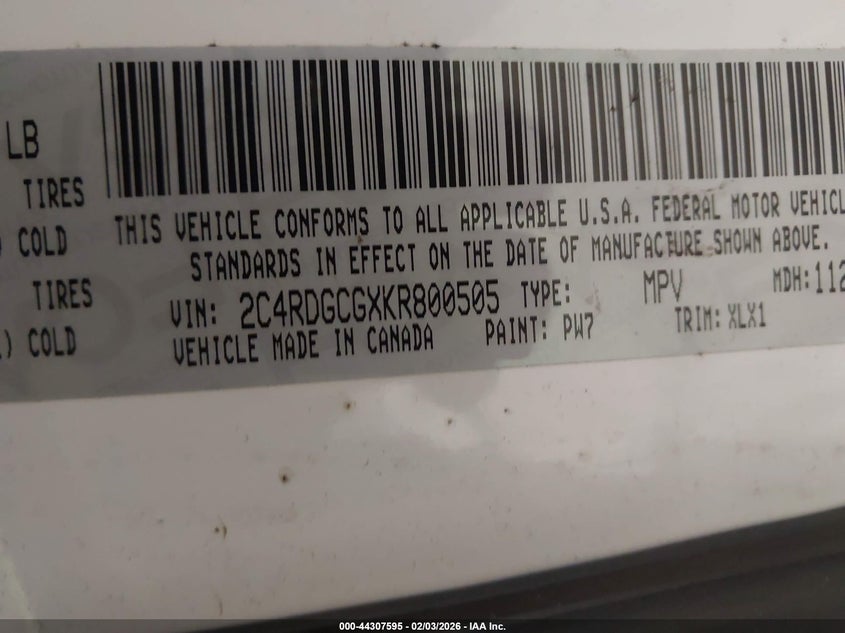 LB
TIRES
COLD
THIS VEHICLE CONFORMS TO ALL APPLICABLE U.S.A. FEDERAL MOTOR VEHICL
STANDARDS IN EFFECT ON THE DATE OF MANUFACTURE SHOWN ABOVE.
TIRES
) COLD
VIN: 2C4RDGCGXKR800505 TYPE: MPV MDH: 112
VEHICLE MADE IN CANADA PAINT: PW7 TRIM: XLX1
000-44307595 - 02/03/2026 - IAA Inc.